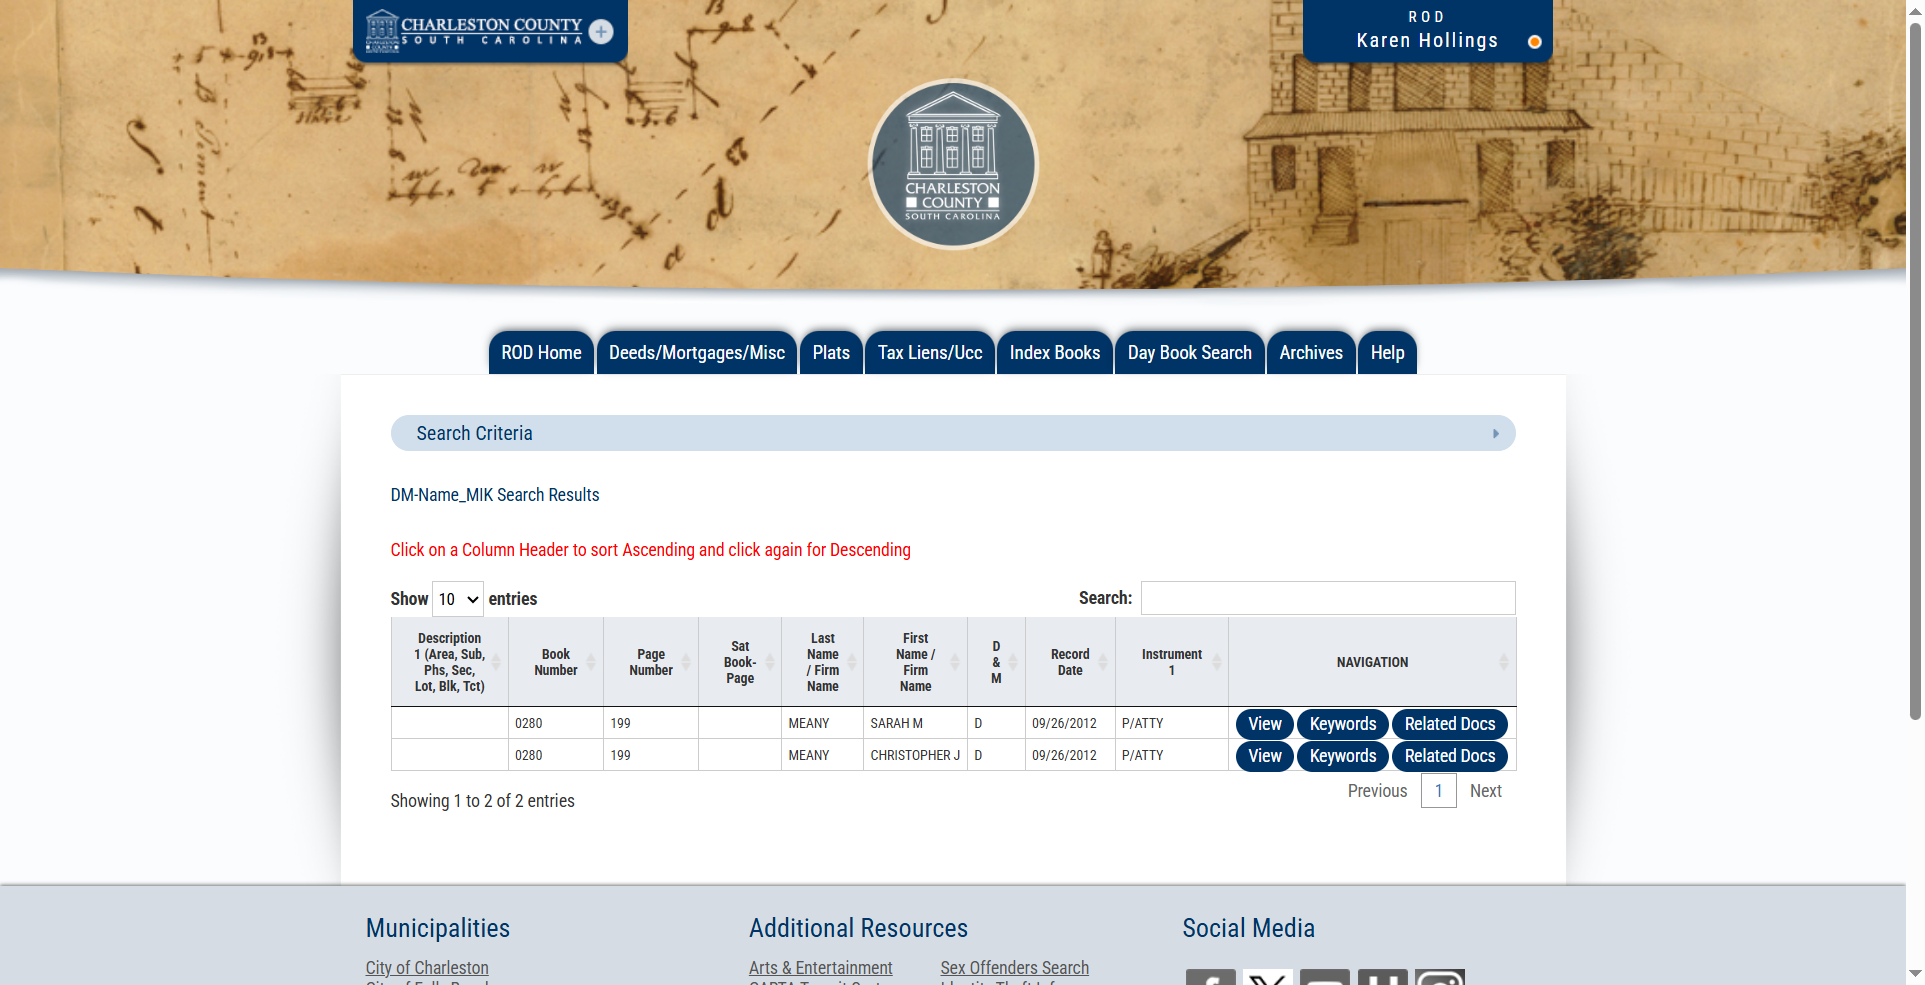 CHARLESTON COUNTY
SOUTH CAROLINA
ROD
Karen Hollings
CHARLESTON
COUNTY
SOUTH CAROLINA
ROD Home Deeds/Mortgages/Misc Plats Tax Liens/Ucc Index Books Day Book Search Archives Help
Search Criteria
DM-Name_MIK Search Results
Click on a Column Header to sort Ascending and click again for Descending
Show 10 entries Search:
Description 1 (Area, Sub, Phs, Sec, Lot, Blk, Tct) Book Number Page Number Sat Book-Page Last Name / Firm Name First Name / Firm Name D & M Record Date Instrument 1 NAVIGATION
0280 199 MEANY SARAH M D 09/26/2012 P/ATTY View Keywords Related Docs
0280 199 MEANY CHRISTOPHER J D 09/26/2012 P/ATTY View Keywords Related Docs
Showing 1 to 2 of 2 entries Previous 1 Next
Municipalities Additional Resources Social Media
City of Charleston Arts & Entertainment Sex Offenders Search